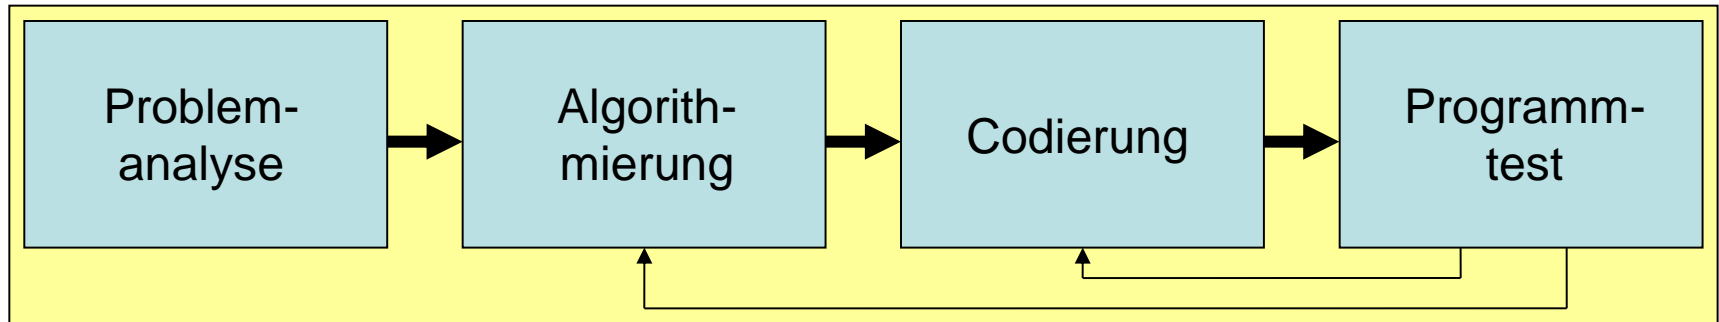 Problem-
analyse
Algorith-
mierung
Codierung
Programm-
test